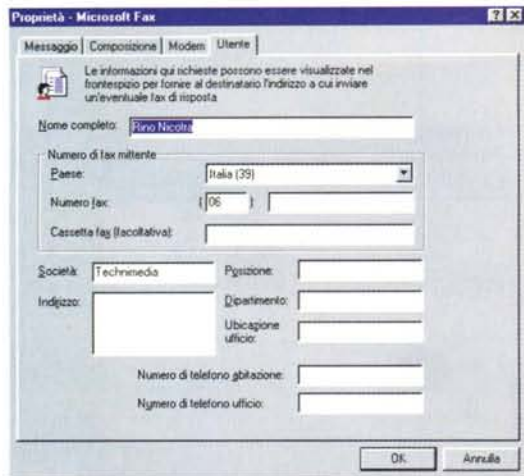 Proprietà - Microsoft Fax
Messaggio Composizione Modem Utente
Le informazioni qui richieste possono essere visualizzate nel
frontespizio per fornire al destinatario l'indirizzo a cui inviare
un'eventuale fax di risposta
Nome completo: Rino Nicotra
Numero di fax mittente
Paese: Italia (39)
Numero fax: ( 06 )
Cassetta fax (facoltativa):
Società: Technimedia Posizione:
Indirizzo: Dipartimento:
Ubicazione
ufficio:
Numero di telefono abitazione:
Numero di telefono ufficio:
OK Annulla